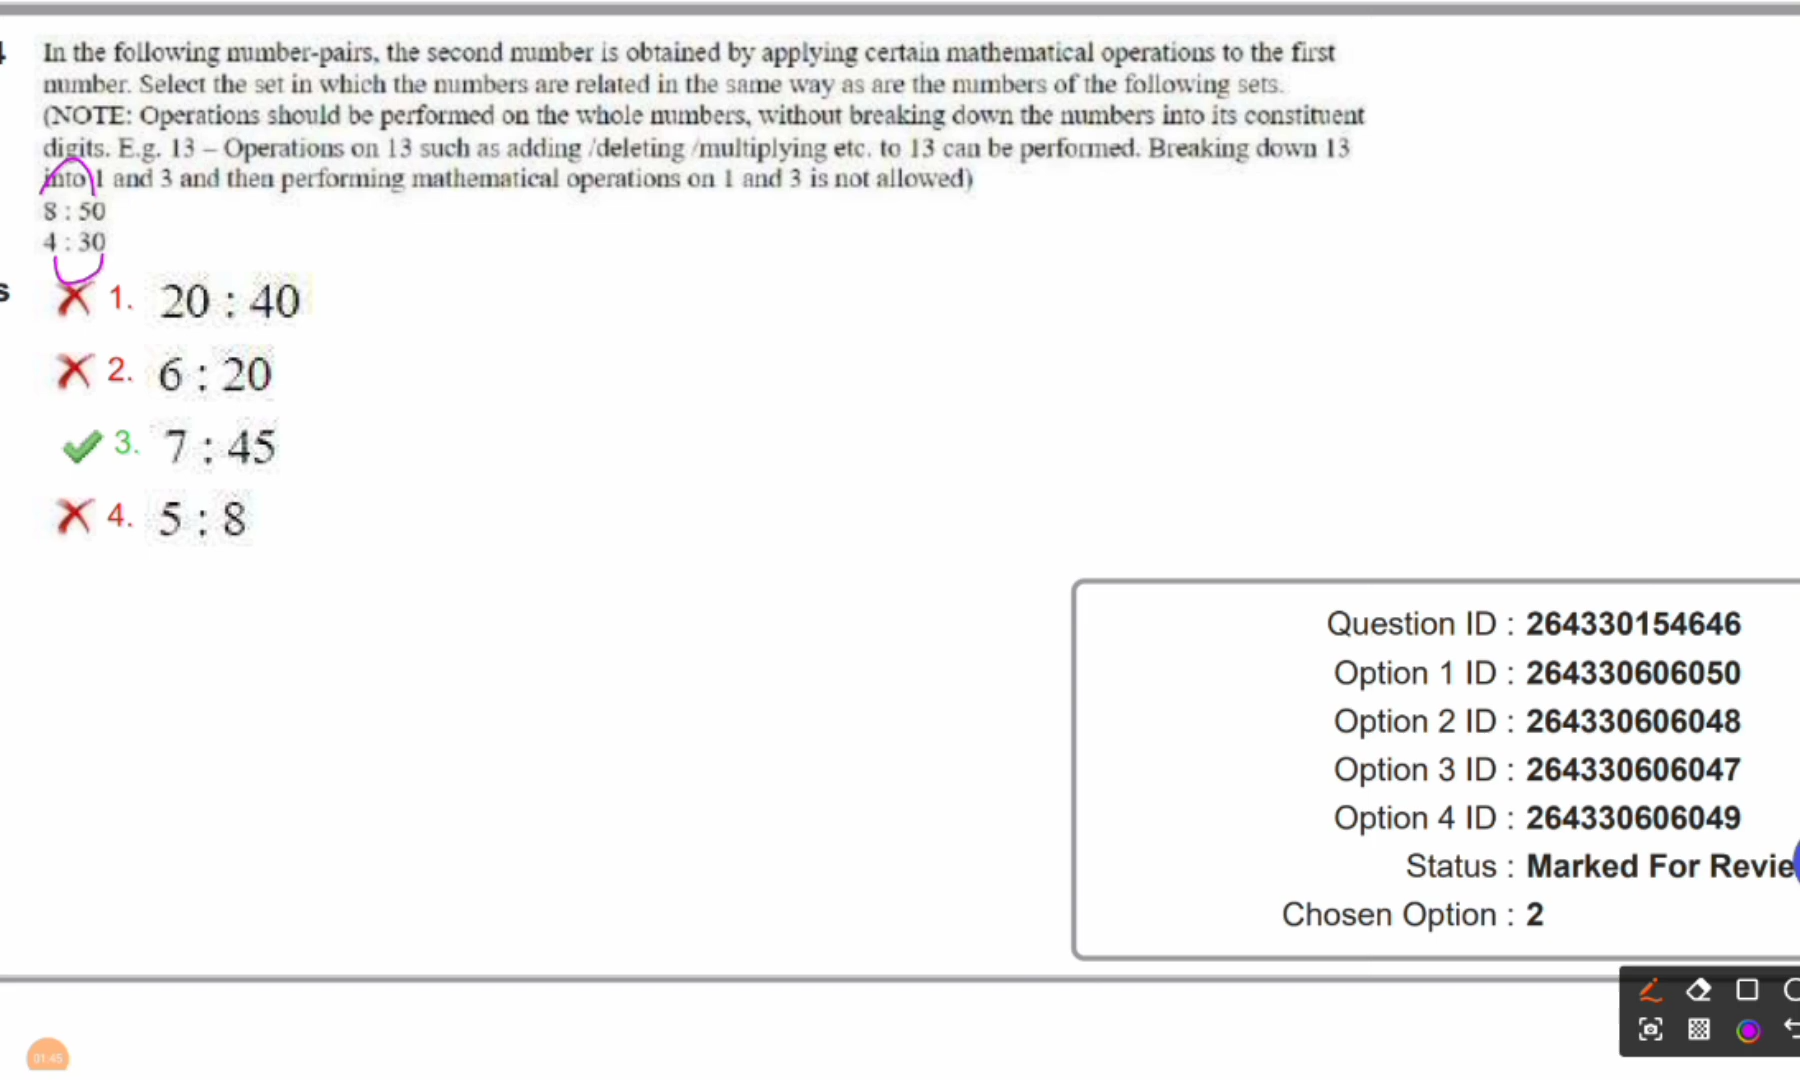 4
In the following number-pairs, the second number is obtained by applying certain mathematical operations to the first
number. Select the set in which the numbers are related in the same way as are the numbers of the following sets.
(NOTE: Operations should be performed on the whole numbers, without breaking down the numbers into its constituent
digits. E.g. 13 – Operations on 13 such as adding /deleting /multiplying etc. to 13 can be performed. Breaking down 13
into 1 and 3 and then performing mathematical operations on 1 and 3 is not allowed)
8 : 50
4 : 30
s
1. 20 : 40
2. 6 : 20
3. 7 : 45
4. 5 : 8
Question ID : 264330154646
Option 1 ID : 264330606050
Option 2 ID : 264330606048
Option 3 ID : 264330606047
Option 4 ID : 264330606049
Status : Marked For Revie
Chosen Option : 2
01:45